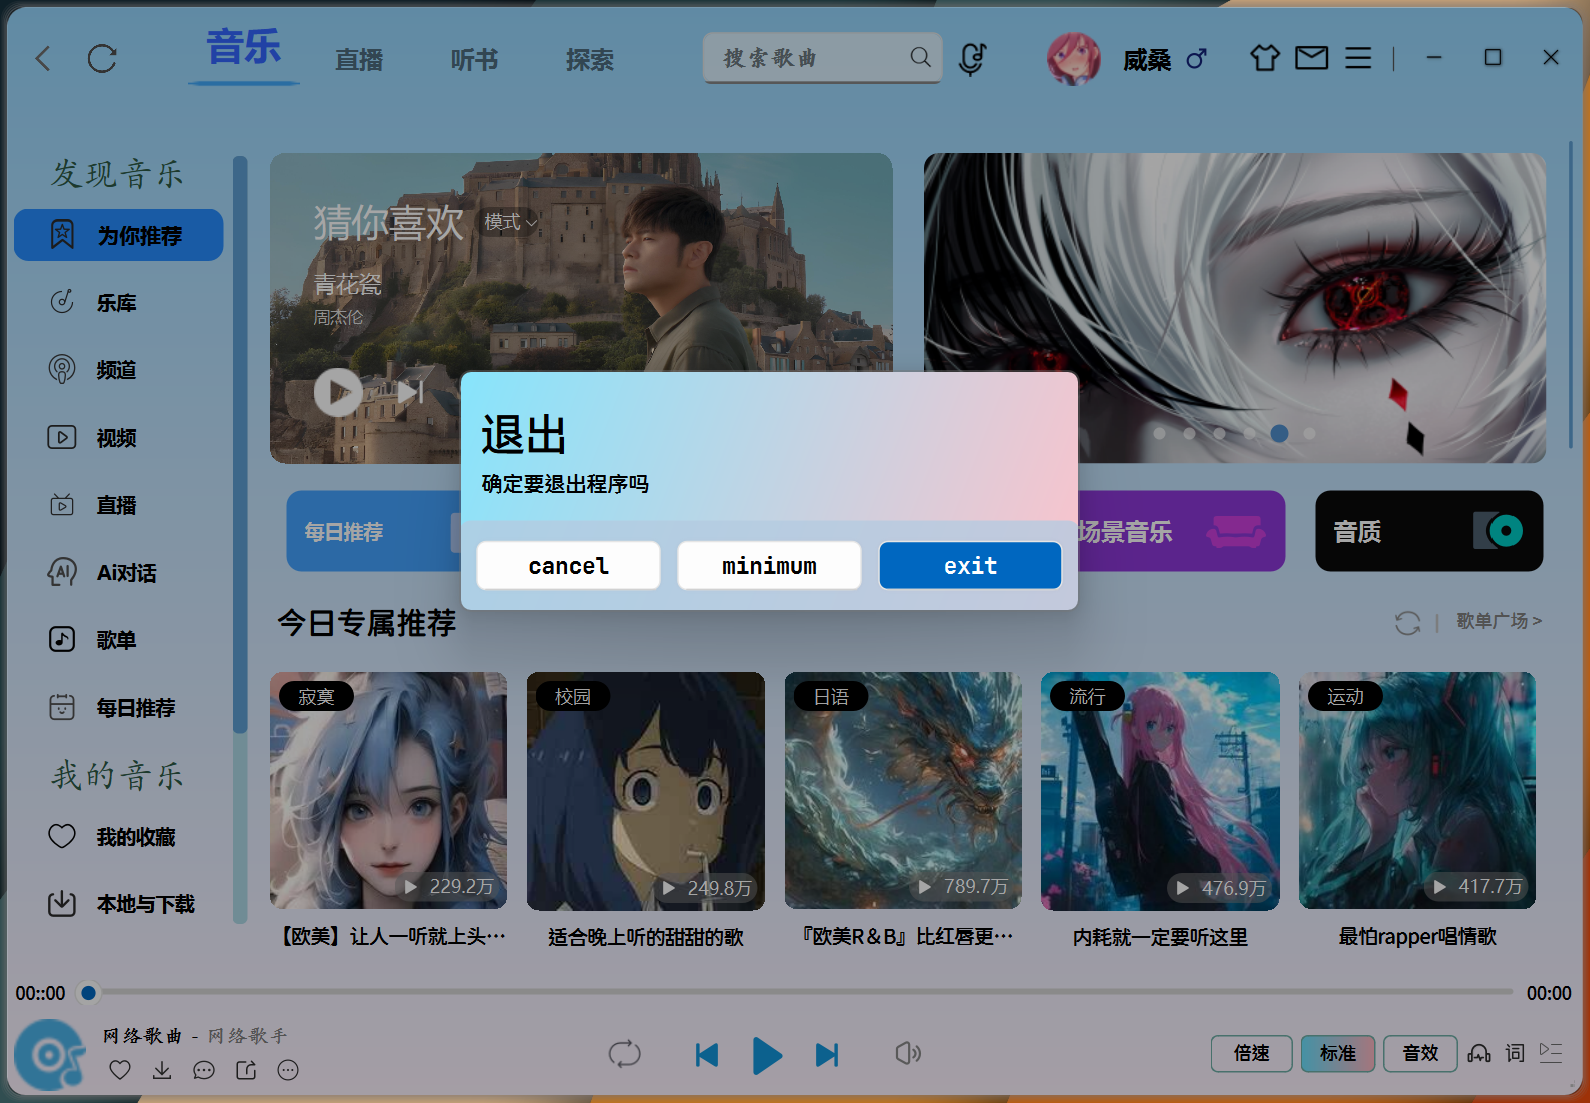 音乐
直播
听书
探索
搜索歌曲
威桑
发现音乐
为你推荐
乐库
频道
视频
直播
Ai对话
歌单
每日推荐
我的音乐
我的收藏
本地与下载
猜你喜欢
模式
青花瓷
周杰伦
退出
确定要退出程序吗
cancel
minimum
exit
每日推荐
场景音乐
音质
今日专属推荐
歌单广场 >
寂寞
229.2万
【欧美】让人一听就上头…
校园
249.8万
适合晚上听的甜甜的歌
日语
789.7万
『欧美R&B』比红唇更…
流行
476.9万
内耗就一定要听这里
运动
417.7万
最怕rapper唱情歌
00::00
00:00
网络歌曲 - 网络歌手
倍速
标准
音效
词